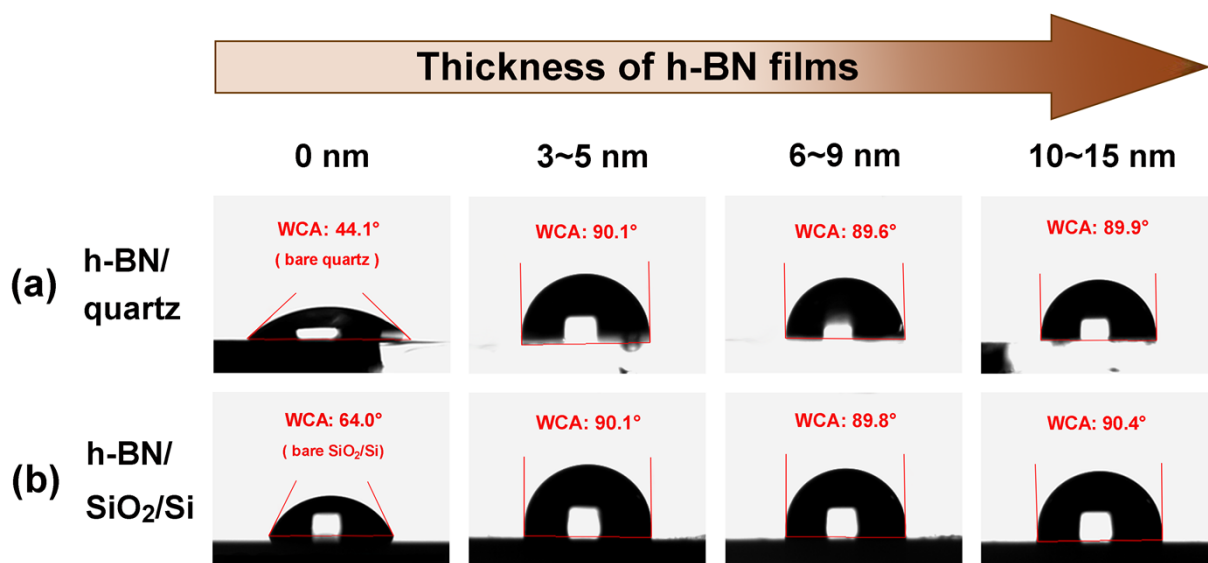 Thickness of h-BN films
0 nm
3~5 nm
6~9 nm
10~15 nm
(a)
h-BN/
quartz
WCA: 44.1°
( bare quartz )
WCA: 90.1°
WCA: 89.6°
WCA: 89.9°
(b)
h-BN/
SiO₂/Si
WCA: 64.0°
( bare SiO₂/Si)
WCA: 90.1°
WCA: 89.8°
WCA: 90.4°